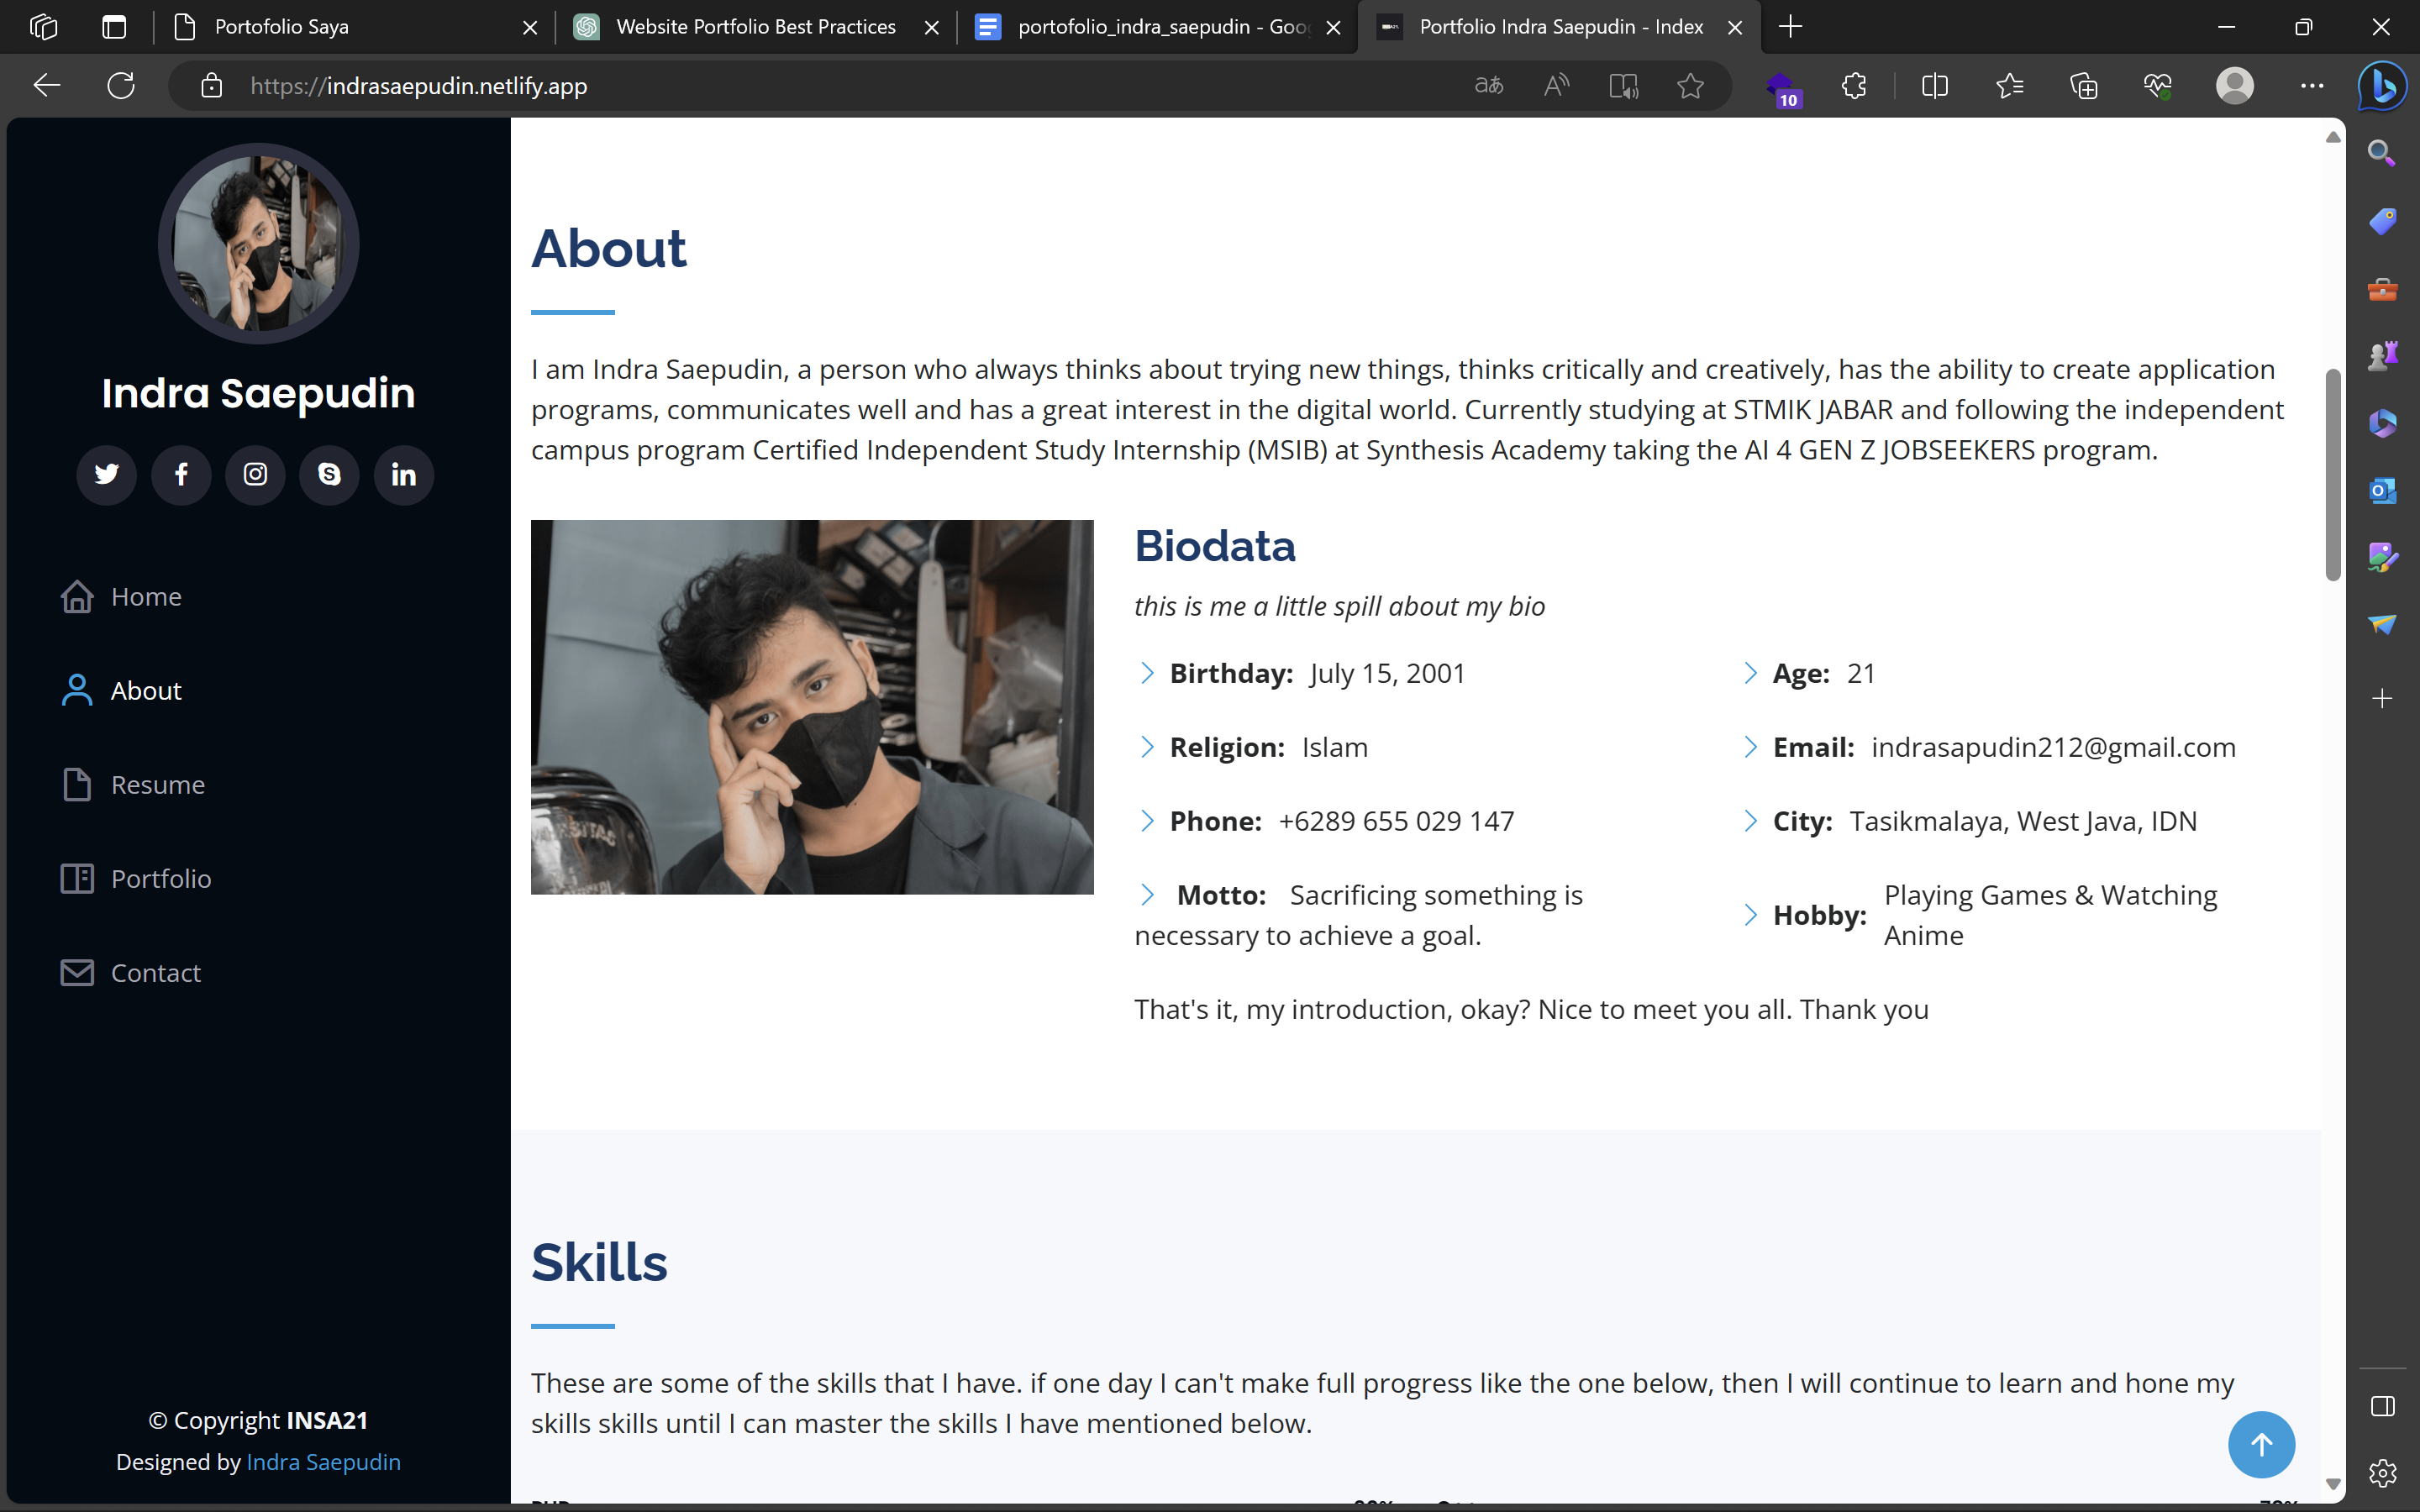 Portofolio Saya
Website Portfolio Best Practices
portofolio_indra_saepudin - Goo
Portfolio Indra Saepudin - Index
https://indrasaepudin.netlify.app
10
Indra Saepudin
Home
About
Resume
Portfolio
Contact
© Copyright INSA21
Designed by Indra Saepudin
About
I am Indra Saepudin, a person who always thinks about trying new things, thinks critically and creatively, has the ability to create application
programs, communicates well and has a great interest in the digital world. Currently studying at STMIK JABAR and following the independent
campus program Certified Independent Study Internship (MSIB) at Synthesis Academy taking the AI 4 GEN Z JOBSEEKERS program.
Biodata
this is me a little spill about my bio
Birthday: July 15, 2001
Age: 21
Religion: Islam
Email: indrasapudin212@gmail.com
Phone: +6289 655 029 147
City: Tasikmalaya, West Java, IDN
Motto: Sacrificing something is
necessary to achieve a goal.
Hobby: Playing Games & Watching
Anime
That's it, my introduction, okay? Nice to meet you all. Thank you
Skills
These are some of the skills that I have. if one day I can't make full progress like the one below, then I will continue to learn and hone my
skills skills until I can master the skills I have mentioned below.